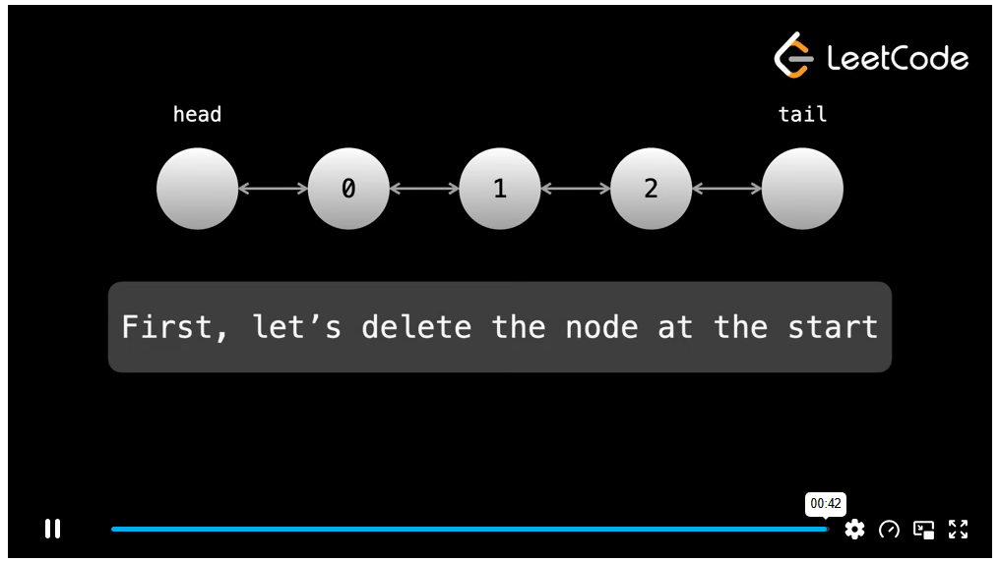 LeetCode
head
tail
0
1
2
First, let’s delete the node at the start
00:42